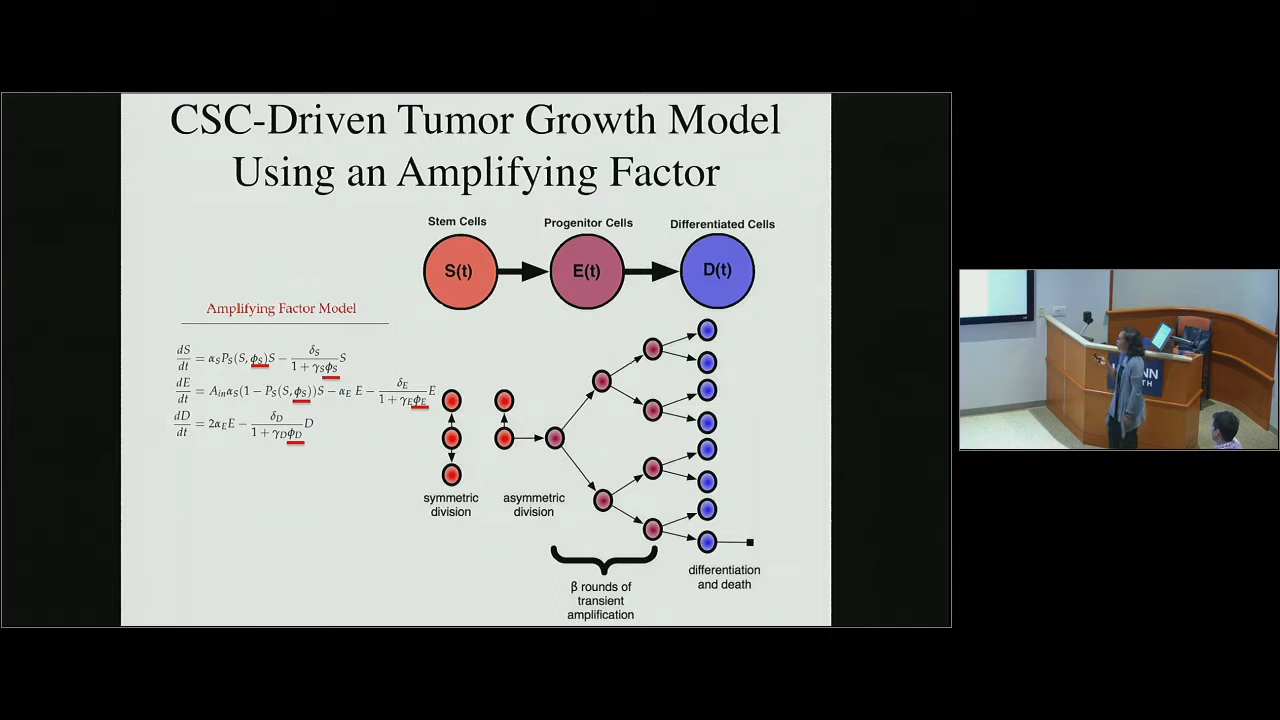 CSC-Driven Tumor Growth Model
Using an Amplifying Factor
Stem Cells
Progenitor Cells
Differentiated Cells
S(t)
E(t)
D(t)
Amplifying Factor Model
dS/dt = α_S P_S(S, ϕ_S)S − δ_S/(1 + γ_S ϕ_S) S
dE/dt = A_in α_S(1 − P_S(S, ϕ_S))S − α_E E − δ_E/(1 + γ_E ϕ_E) E
dD/dt = 2α_E E − δ_D/(1 + γ_D ϕ_D) D
symmetric
division
asymmetric
division
β rounds of
transient
amplification
differentiation
and death